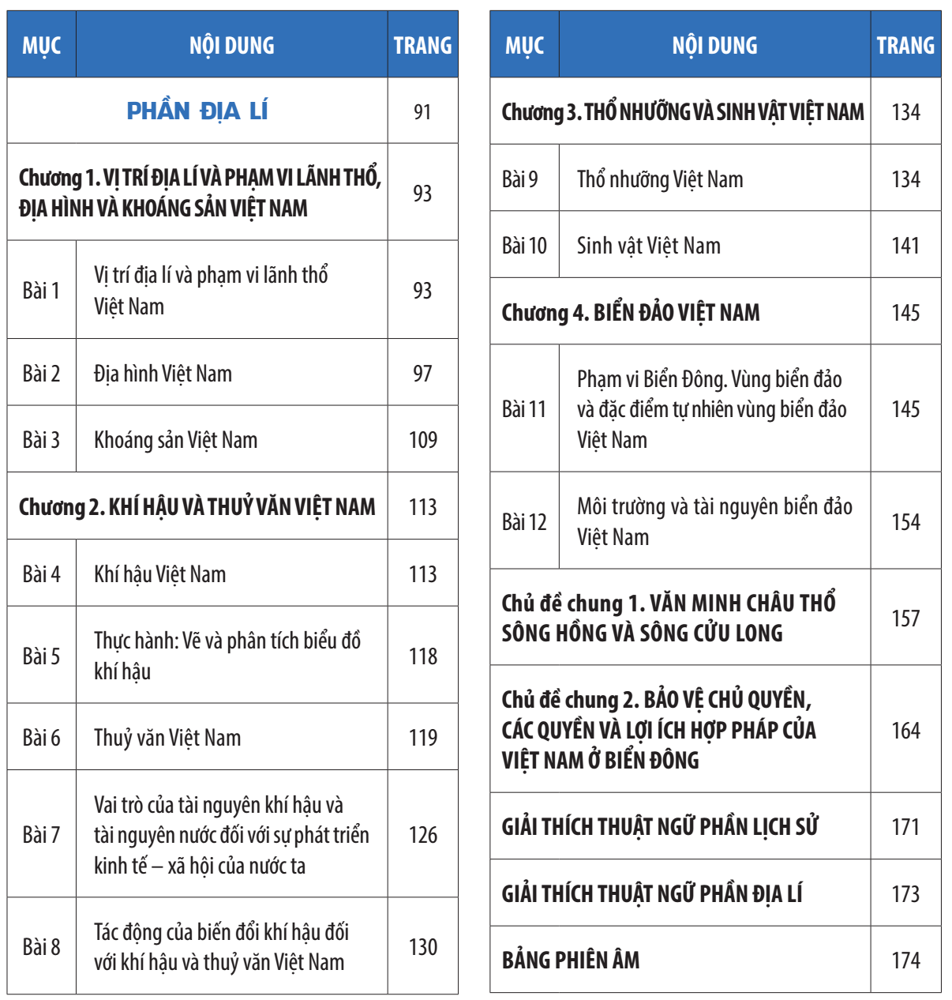 MỤC NỘI DUNG TRANG
PHẦN ĐỊA LÍ 91
Chương 1. VỊ TRÍ ĐỊA LÍ VÀ PHẠM VI LÃNH THỔ,
ĐỊA HÌNH VÀ KHOÁNG SẢN VIỆT NAM 93
Bài 1 Vị trí địa lí và phạm vi lãnh thổ
Việt Nam 93
Bài 2 Địa hình Việt Nam 97
Bài 3 Khoáng sản Việt Nam 109
Chương 2. KHÍ HẬU VÀ THUỶ VĂN VIỆT NAM 113
Bài 4 Khí hậu Việt Nam 113
Bài 5 Thực hành: Vẽ và phân tích biểu đồ
khí hậu 118
Bài 6 Thuỷ văn Việt Nam 119
Bài 7 Vai trò của tài nguyên khí hậu và
tài nguyên nước đối với sự phát triển
kinh tế – xã hội của nước ta 126
Bài 8 Tác động của biến đổi khí hậu đối
với khí hậu và thuỷ văn Việt Nam 130
MỤC NỘI DUNG TRANG
Chương 3. THỔ NHƯỠNG VÀ SINH VẬT VIỆT NAM 134
Bài 9 Thổ nhưỡng Việt Nam 134
Bài 10 Sinh vật Việt Nam 141
Chương 4. BIỂN ĐẢO VIỆT NAM 145
Bài 11 Phạm vi Biển Đông. Vùng biển đảo
và đặc điểm tự nhiên vùng biển đảo
Việt Nam 145
Bài 12 Môi trường và tài nguyên biển đảo
Việt Nam 154
Chủ đề chung 1. VĂN MINH CHÂU THỔ
SÔNG HỒNG VÀ SÔNG CỬU LONG 157
Chủ đề chung 2. BẢO VỆ CHỦ QUYỀN,
CÁC QUYỀN VÀ LỢI ÍCH HỢP PHÁP CỦA
VIỆT NAM Ở BIỂN ĐÔNG 164
GIẢI THÍCH THUẬT NGỮ PHẦN LỊCH SỬ 171
GIẢI THÍCH THUẬT NGỮ PHẦN ĐỊA LÍ 173
BẢNG PHIÊN ÂM 174